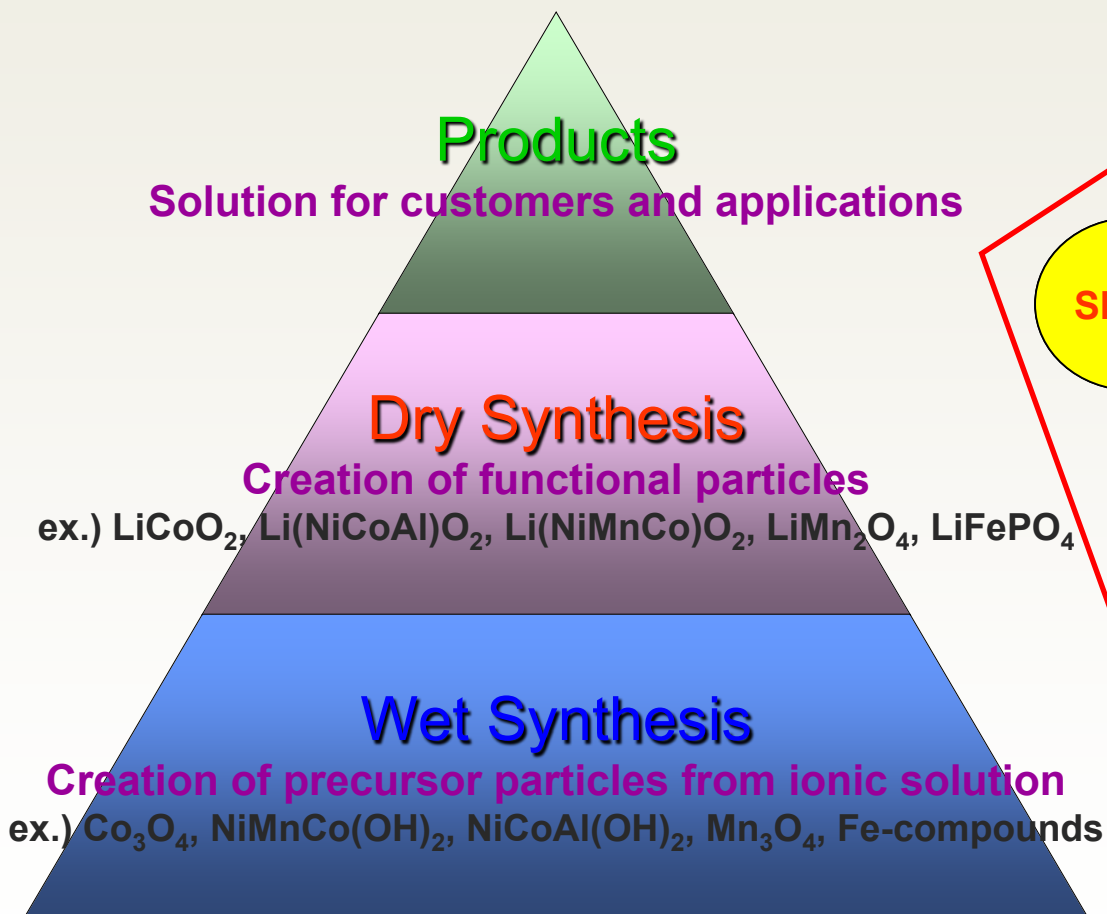 Products
Solution for customers and applications
Dry Synthesis
Creation of functional particles
ex.) LiCoO₂, Li(NiCoAl)O₂, Li(NiMnCo)O₂, LiMn₂O₄, LiFePO₄
Wet Synthesis
Creation of precursor particles from ionic solution
ex.) Co₃O₄, NiMnCo(OH)₂, NiCoAl(OH)₂, Mn₃O₄, Fe-compounds